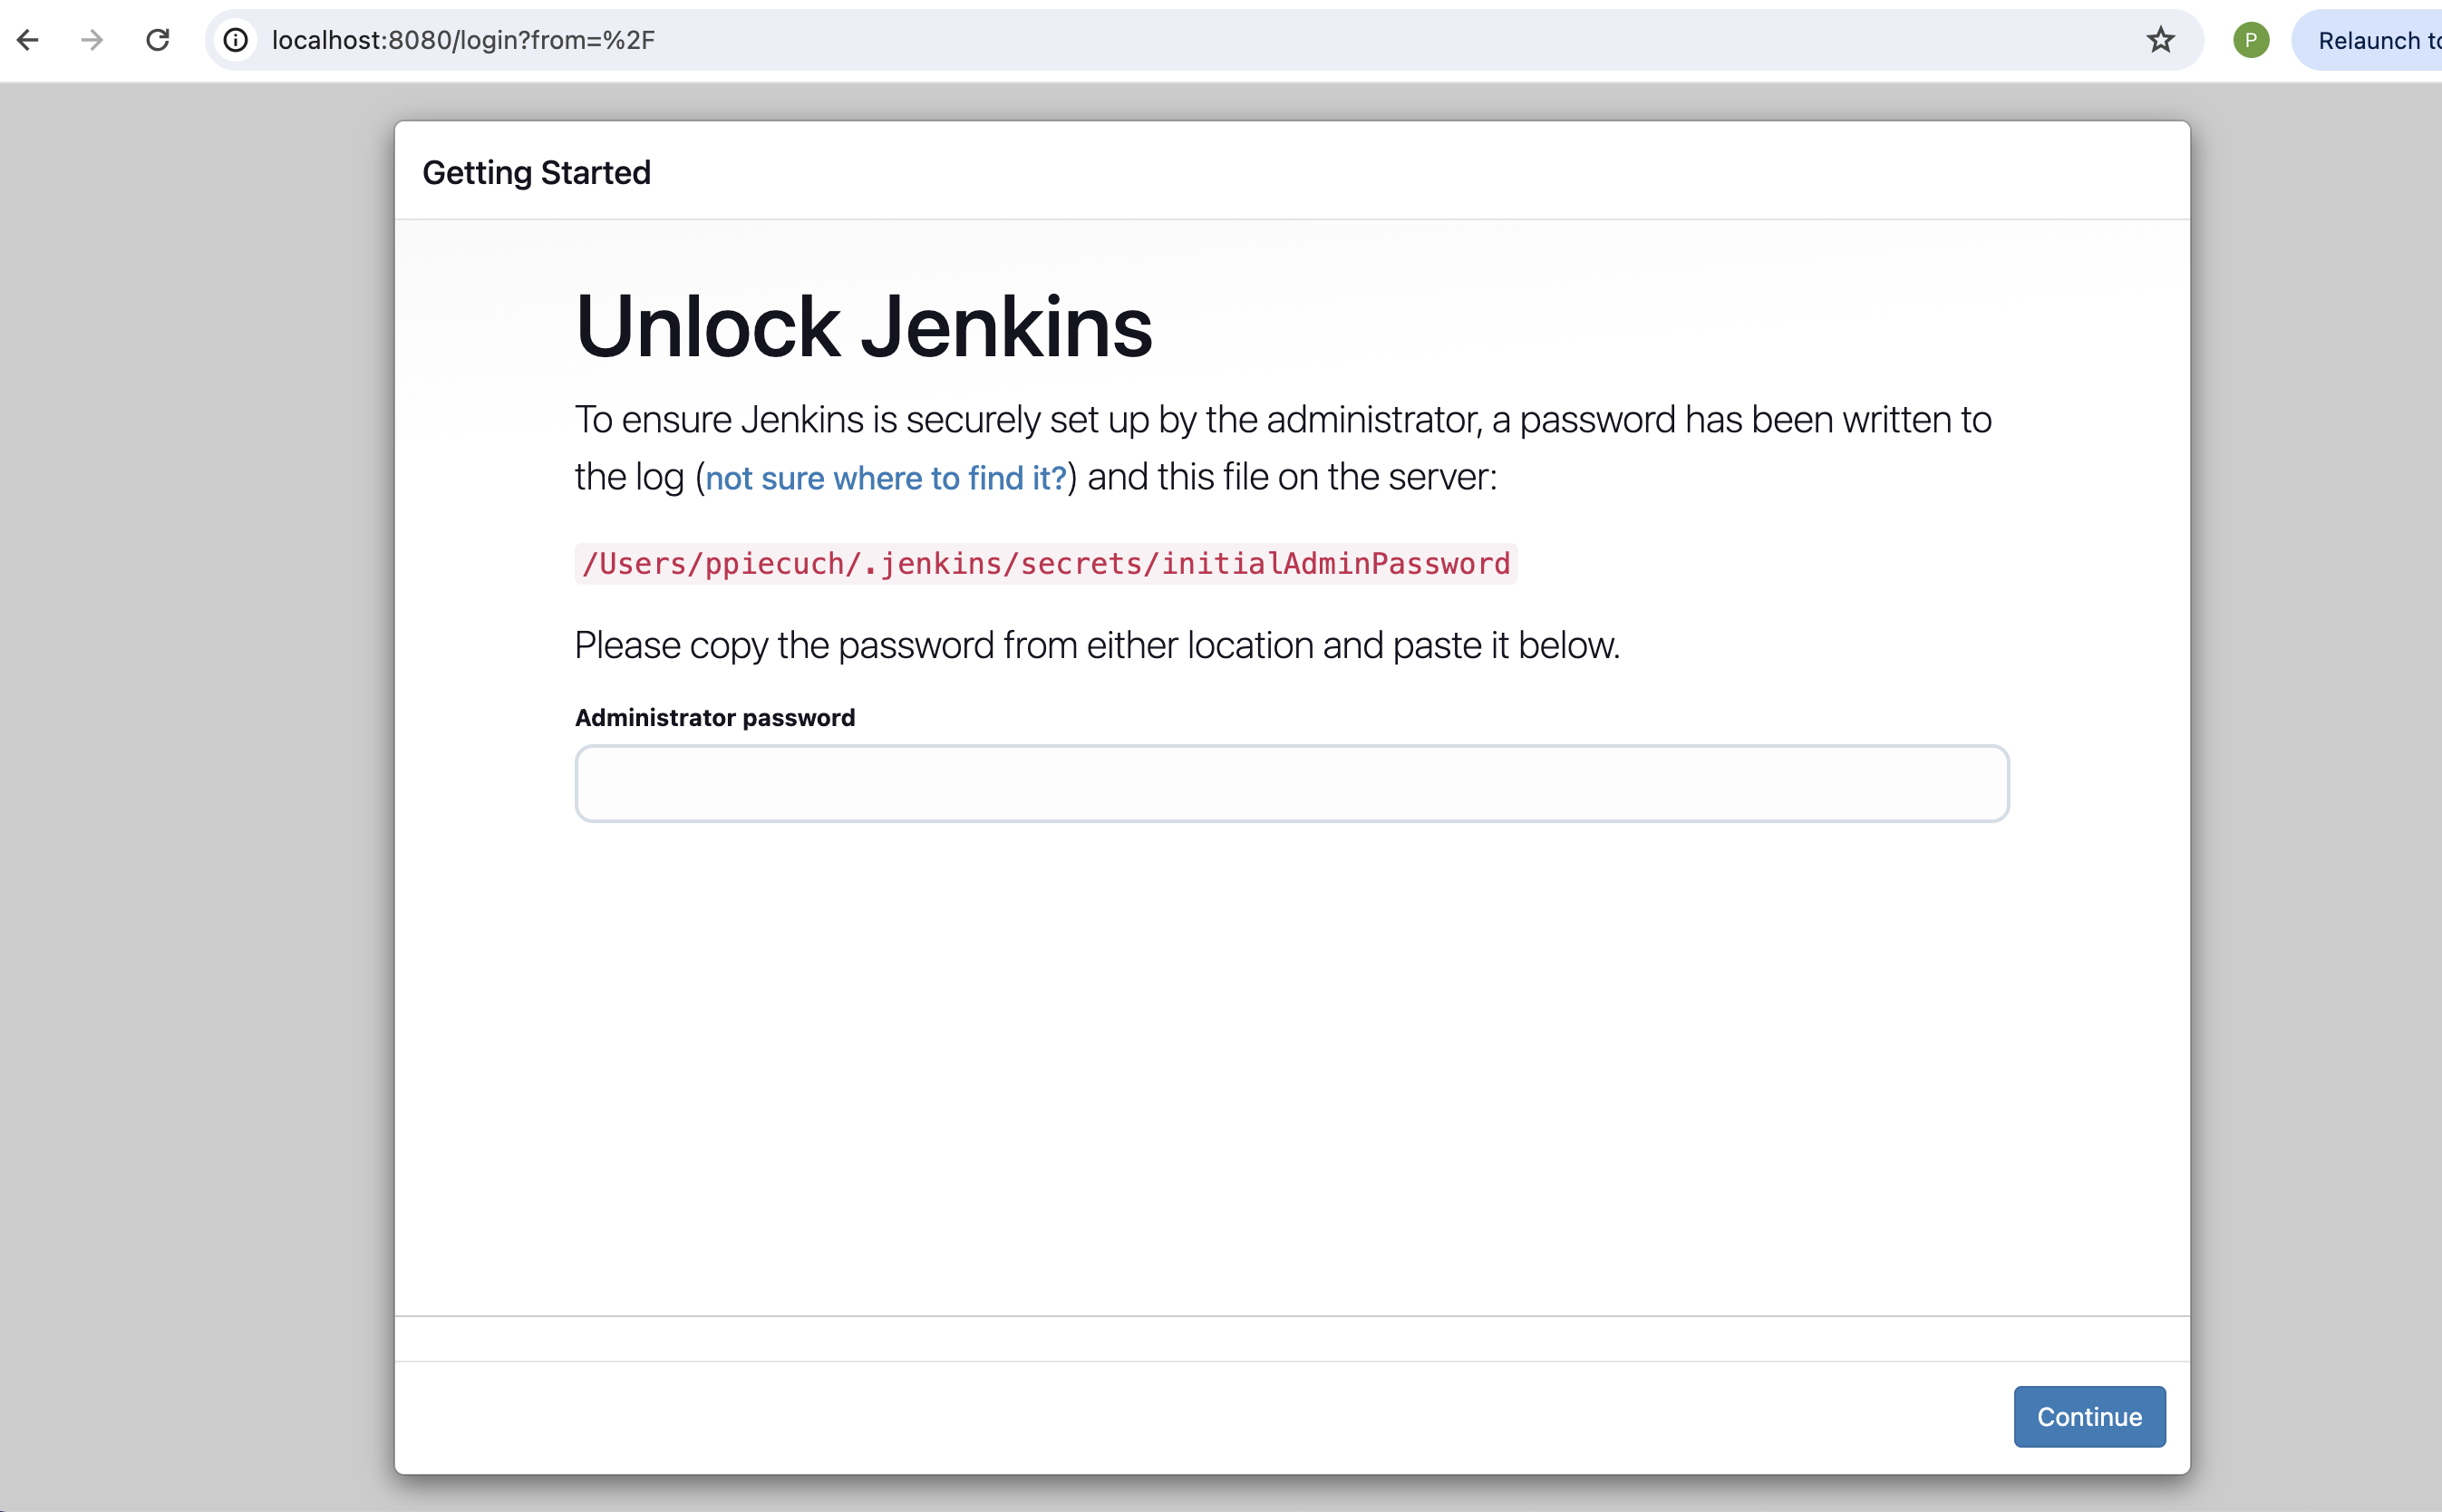 localhost:8080/login?from=%2F
P
Relaunch to
Getting Started
Unlock Jenkins
To ensure Jenkins is securely set up by the administrator, a password has been written to
the log (not sure where to find it?) and this file on the server:
/Users/ppiecuch/.jenkins/secrets/initialAdminPassword
Please copy the password from either location and paste it below.
Administrator password
Continue